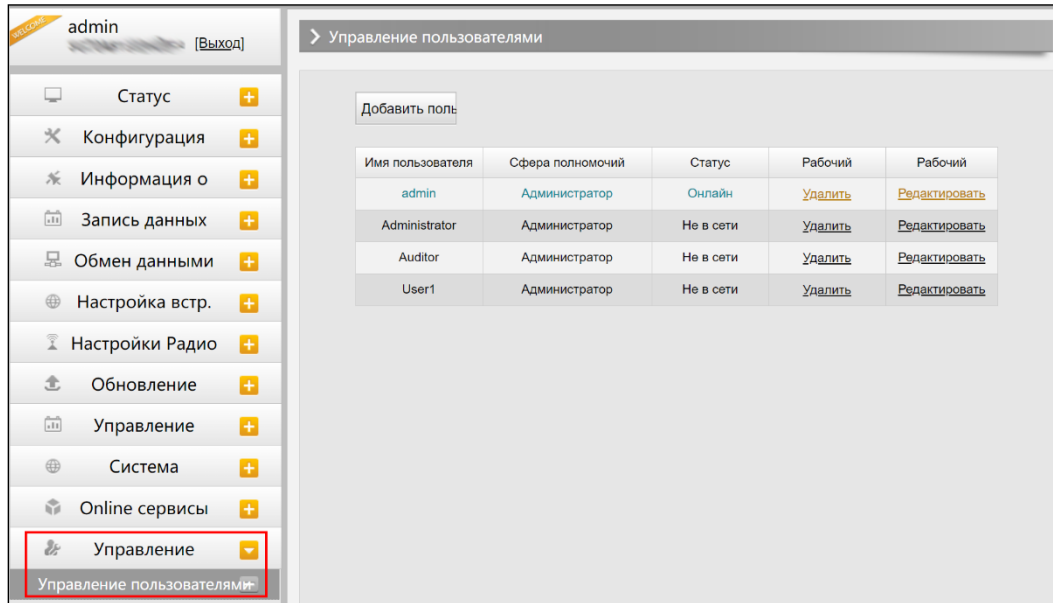 WELCOME
admin
[Выход]
Статус
Конфигурация
Информация о
Запись данных
Обмен данными
Настройка встр.
Настройки Радио
Обновление
Управление
Система
Online сервисы
Управление
Управление пользователями
Управление пользователями
Добавить поль
Имя пользователя Сфера полномочий Статус Рабочий Рабочий
admin Администратор Онлайн Удалить Редактировать
Administrator Администратор Не в сети Удалить Редактировать
Auditor Администратор Не в сети Удалить Редактировать
User1 Администратор Не в сети Удалить Редактировать